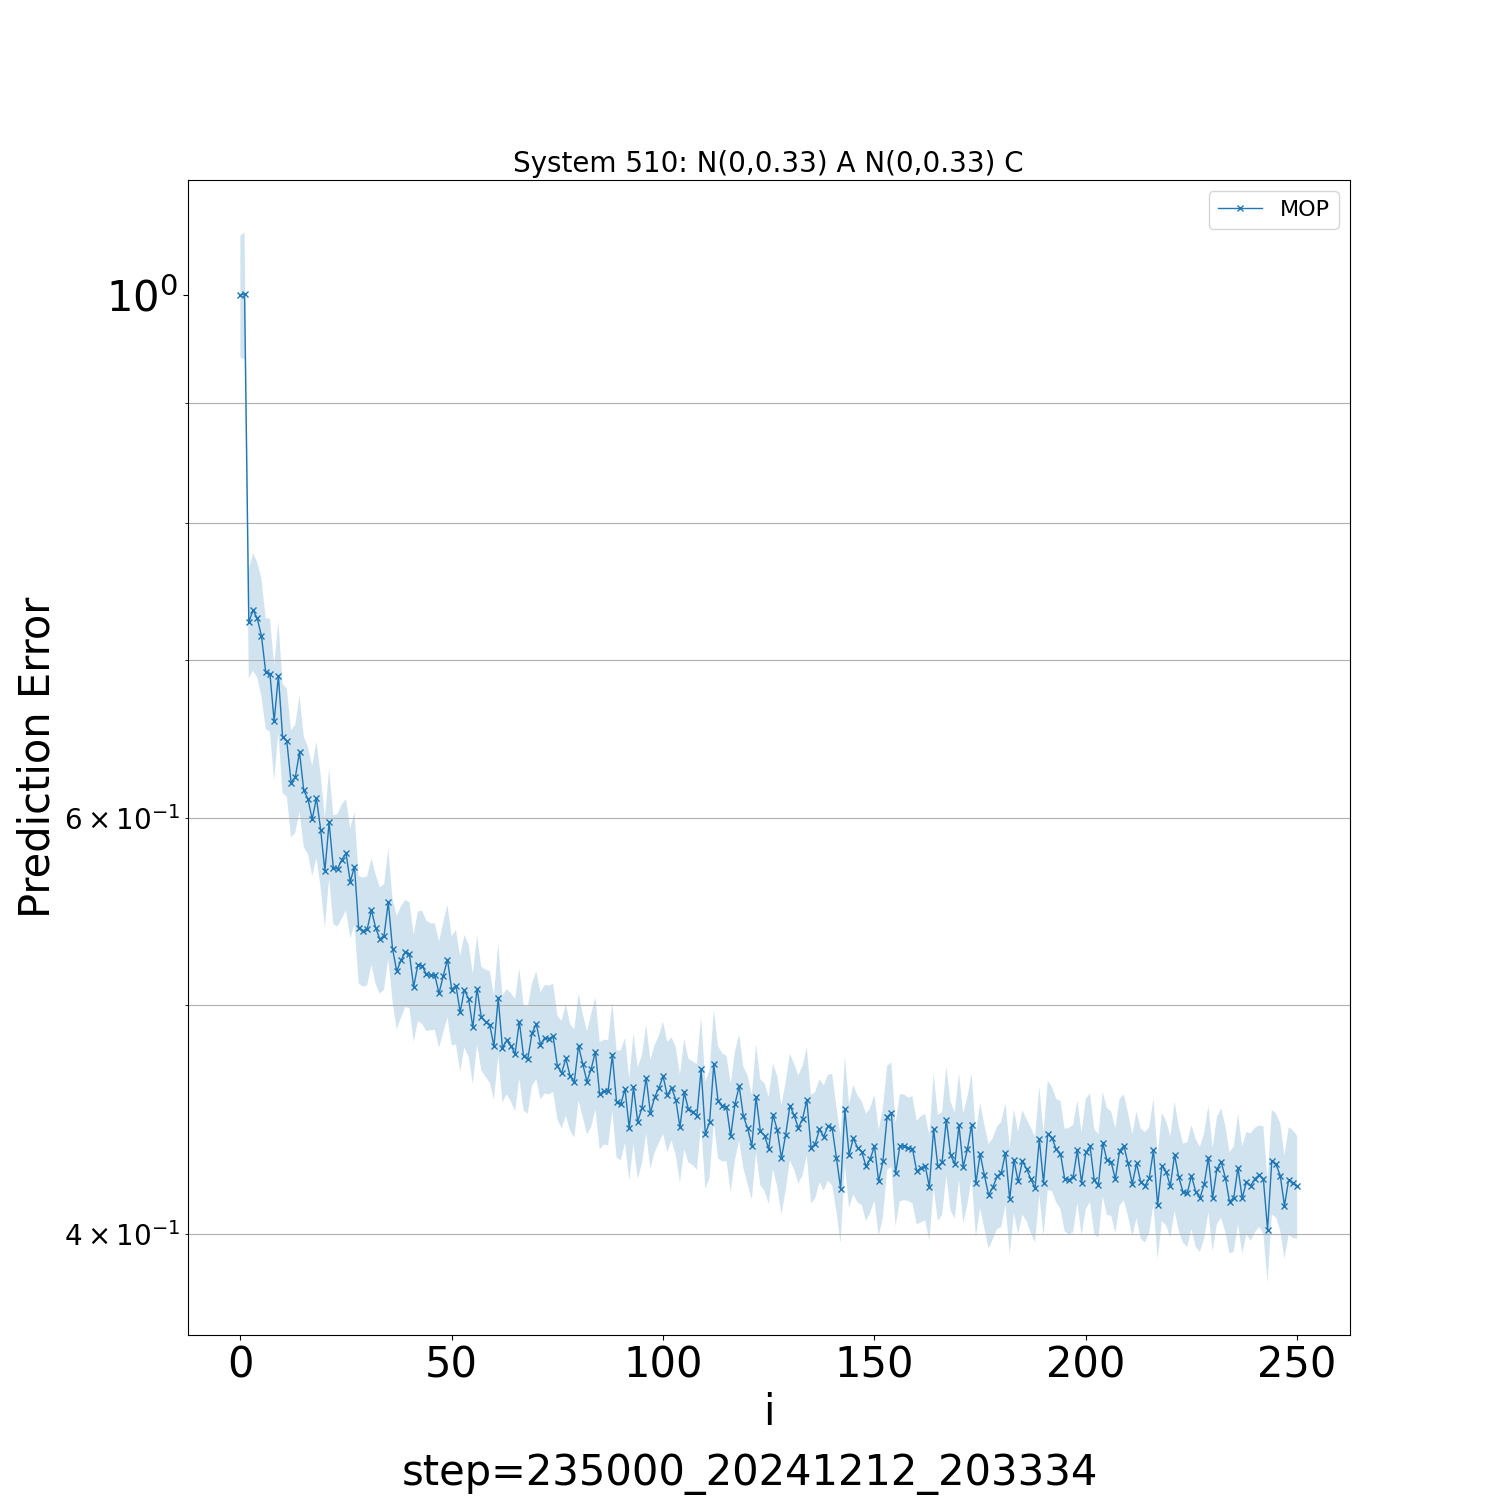 System 510: N(0,0.33) A N(0,0.33) C
MOP
10⁰
6 × 10⁻¹
4 × 10⁻¹
Prediction Error
0 50 100 150 200 250
i
step=235000_20241212_203334